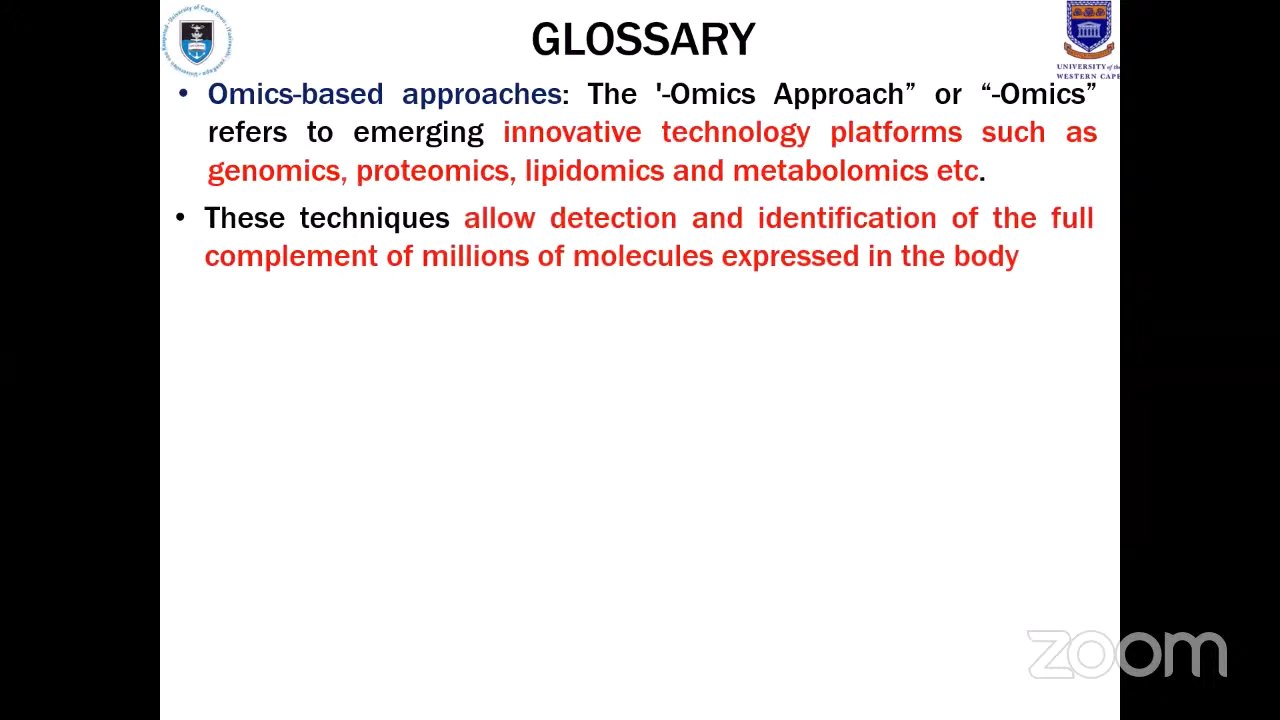 GLOSSARY
UNIVERSITY of the
WESTERN CAPE
• Omics-based approaches: The '-Omics Approach” or “-Omics”
refers to emerging innovative technology platforms such as
genomics, proteomics, lipidomics and metabolomics etc.
• These techniques allow detection and identification of the full
complement of millions of molecules expressed in the body
zoom